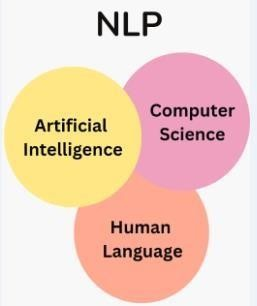 NLP
Artificial
Intelligence
Computer
Science
Human
Language